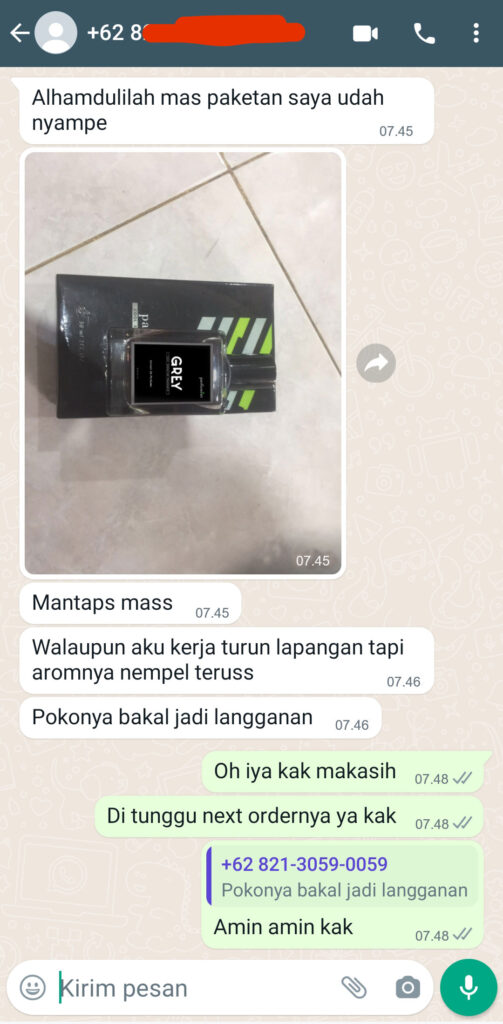 +62 8
Alhamdulilah mas paketan saya udah
nyampe
07.45
GREY
07.45
Mantaps mass
07.45
Walaupun aku kerja turun lapangan tapi
aromnya nempel teruss
07.46
Pokonya bakal jadi langganan
07.46
Oh iya kak makasih
07.48
Di tunggu next ordernya ya kak
07.48
+62 821-3059-0059
Pokonya bakal jadi langganan
Amin amin kak
07.48
Kirim pesan